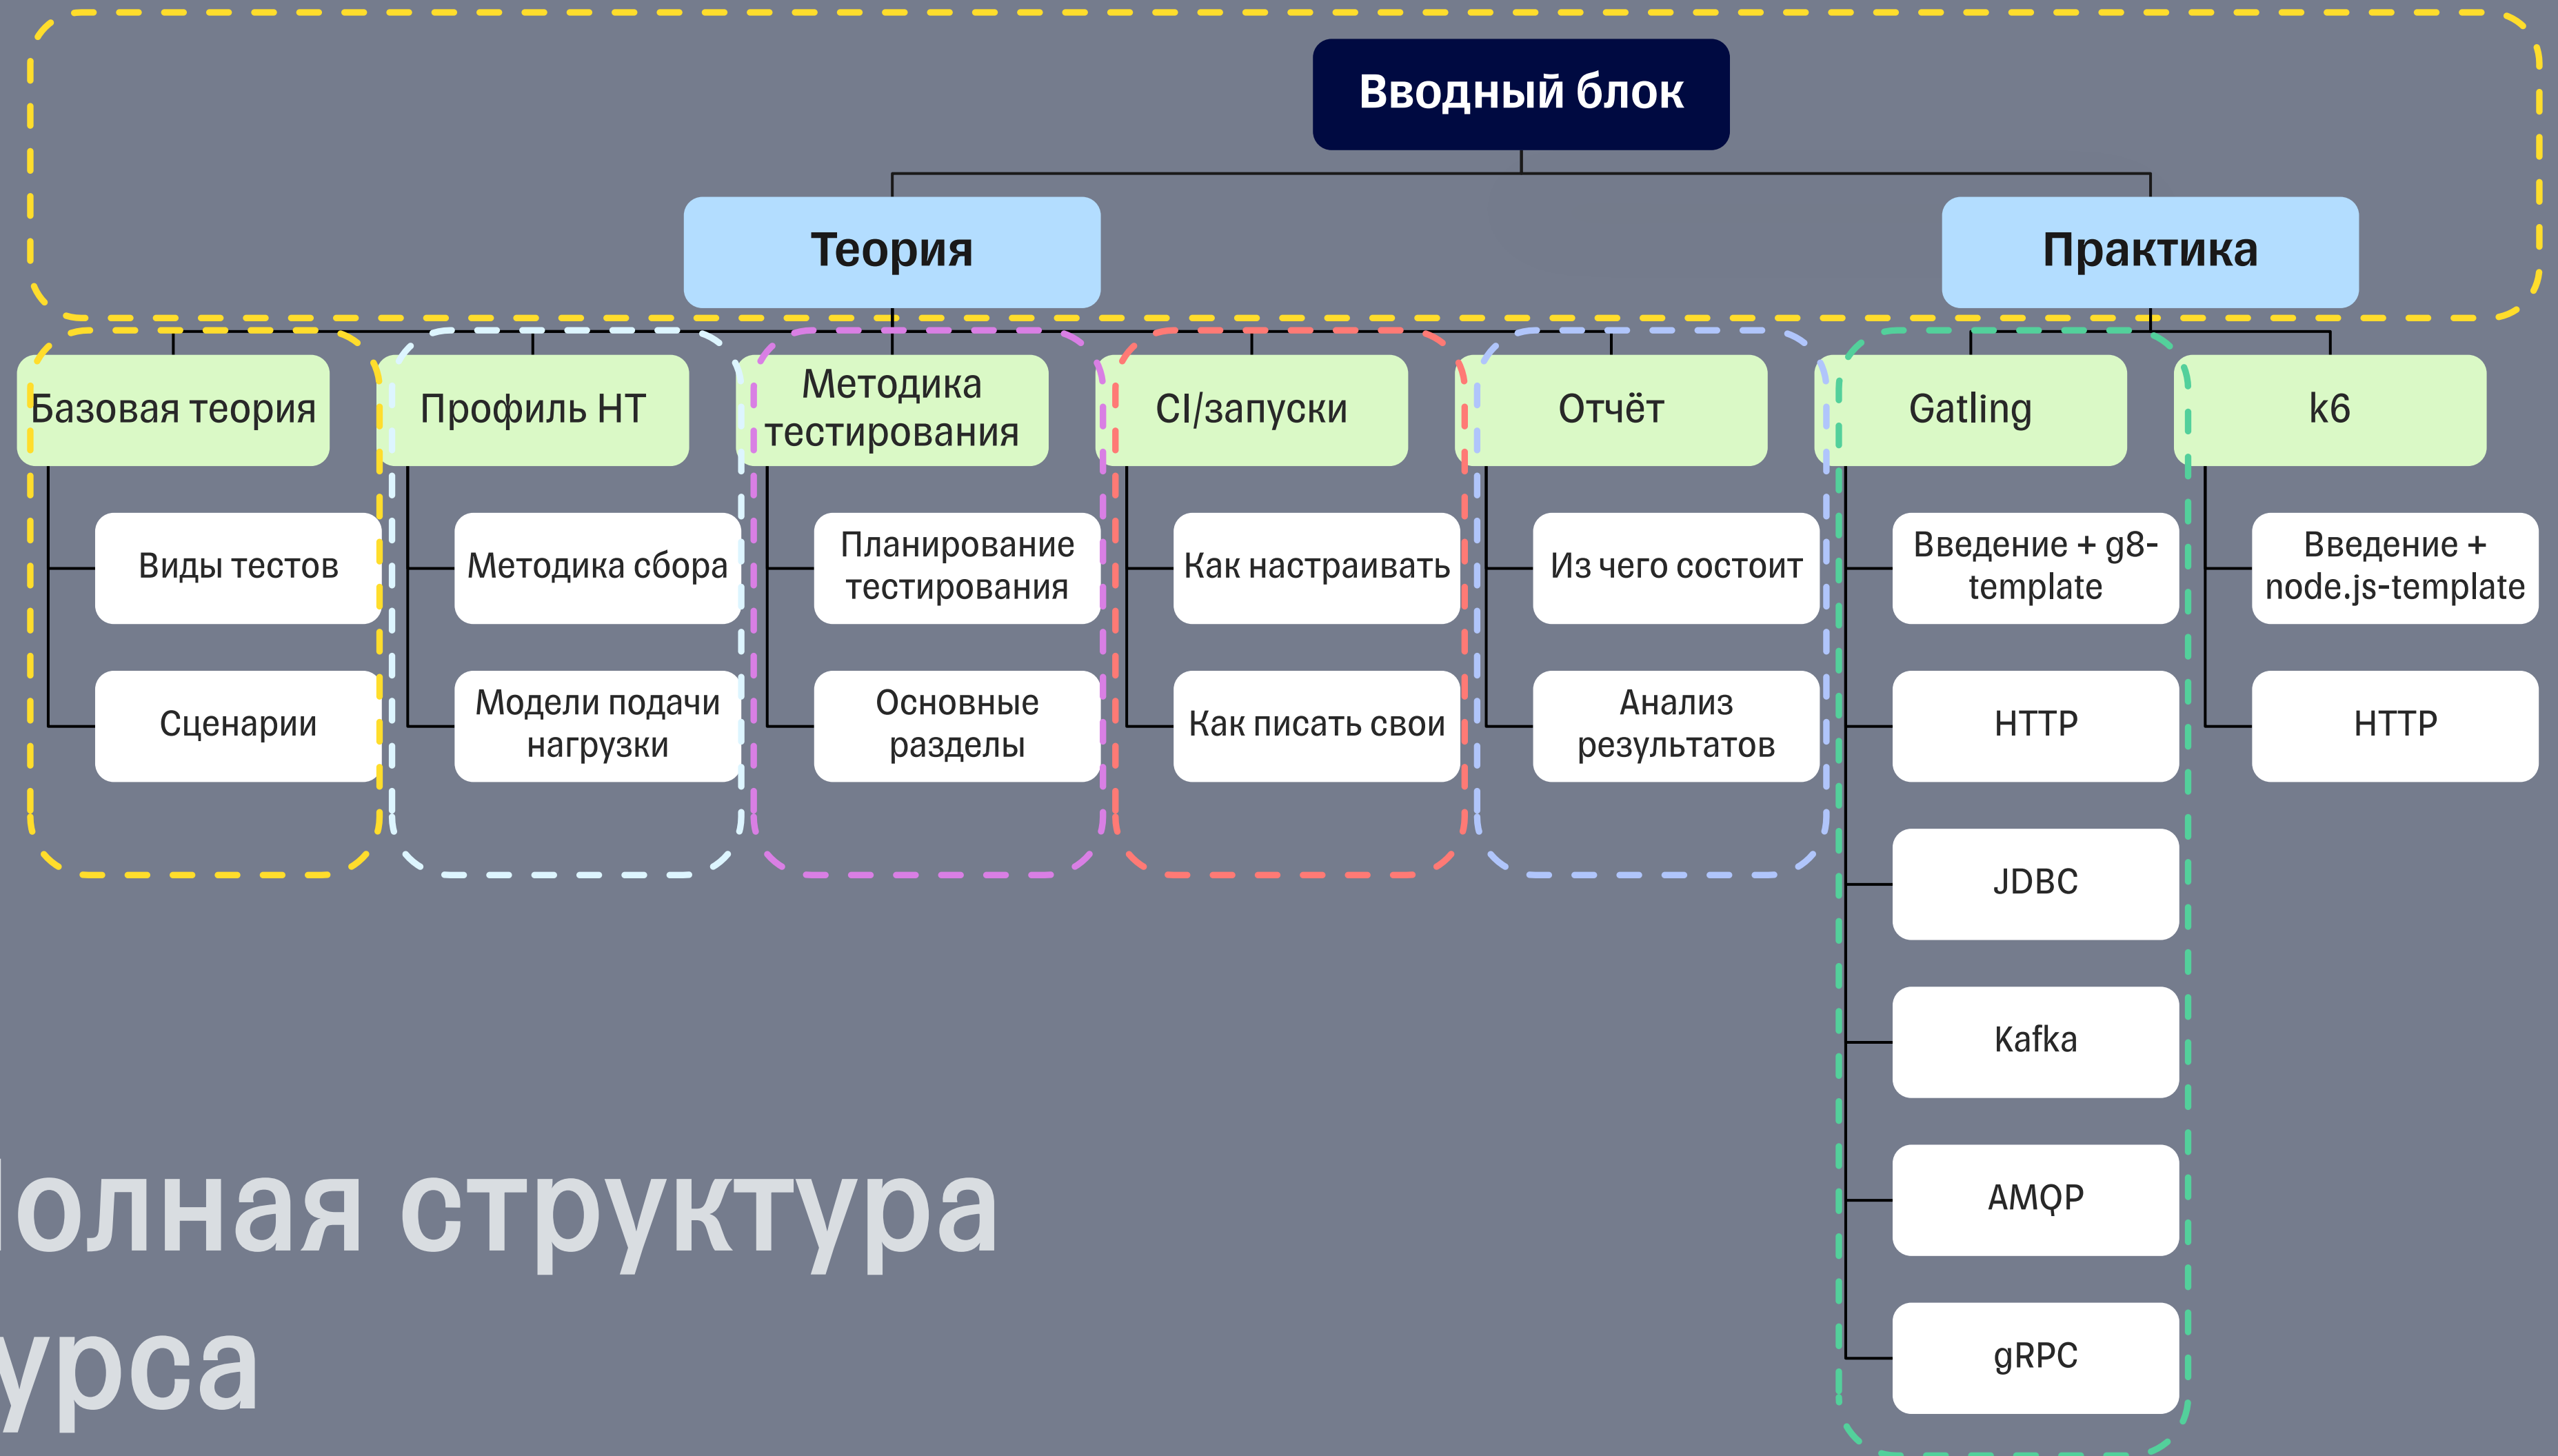 Вводный блок
Теория
Практика
Базовая теория
Виды тестов
Сценарии
Профиль НТ
Методика сбора
Модели подачи
нагрузки
Методика
тестирования
Планирование
тестирования
Основные
разделы
CI/запуски
Как настраивать
Как писать свои
Отчёт
Из чего состоит
Анализ
результатов
Gatling
Введение + g8-
template
HTTP
JDBC
Kafka
AMQP
gRPC
k6
Введение +
node.js-template
HTTP
олная структура
урса